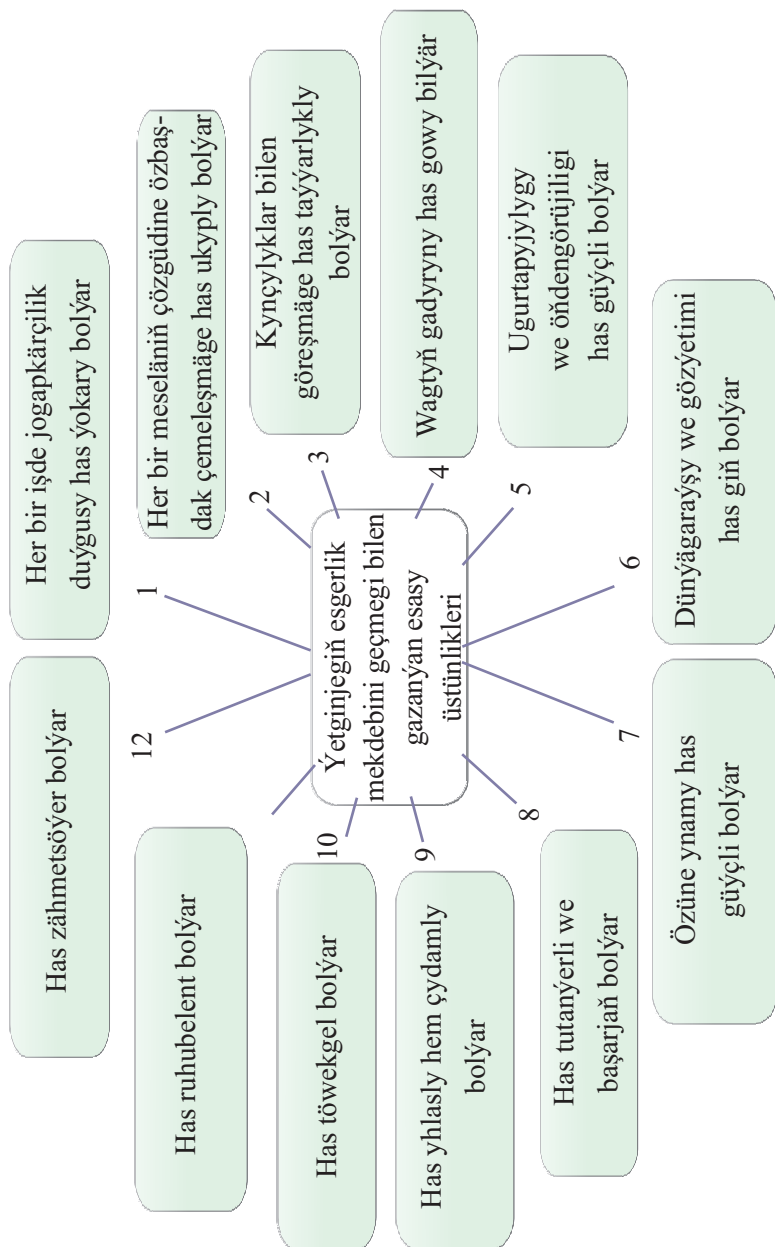 Ýetginjegiň esgerlik
mekdebini geçmegi bilen
gazanýan esasy
üstünlikleri
1
Her bir işde jogapkärçilik
duýgusy has ýokary bolýar
2
Her bir meseläniň çözgüdine özbaş-
dak çemeleşmäge has ukyply bolýar
3
Kynçylyklar bilen
göreşmäge has taýýarlykly
bolýar
4
Wagtyň gadyryny has gowy bilýär
5
Ugurtapyjylygy
we öňdengörüjiligi
has güýçli bolýar
6
Dünýägaraýşy we gözýetimi
has giň bolýar
7
Özüne ynamy has
güýçli bolýar
8
Has tutanýerli we
başarjaň bolýar
9
Has yhlasly hem çydamly
bolýar
10
Has töwekgel bolýar
Has ruhubelent bolýar
12
Has zähmetsöýer bolýar